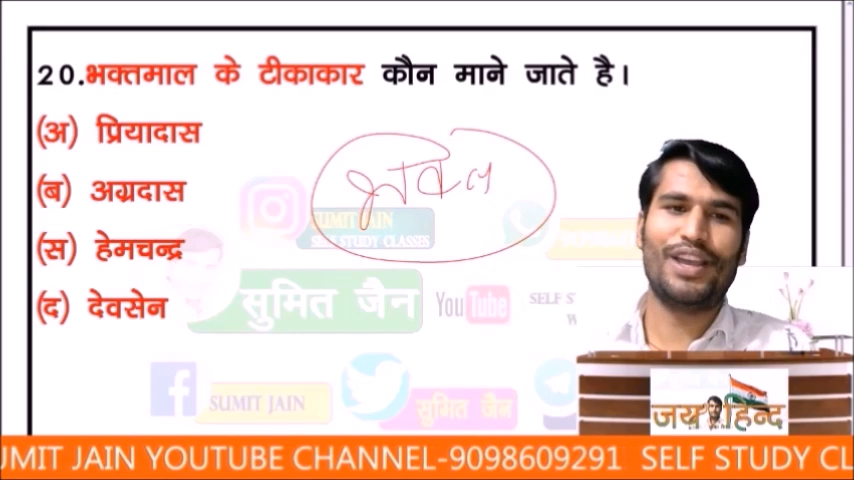 20.भक्तमाल के टीकाकार कौन माने जाते है।
(अ) प्रियादास
(ब) अग्रदास
(स) हेमचन्द्र
(द) देवसेन
SUMIT JAIN
SELF STUDY CLASSES
सुमित जैन
YouTube
SELF
SUMIT JAIN
सुमित जैन
जय हिन्द
UMIT JAIN YOUTUBE CHANNEL-9098609291 SELF STUDY CL